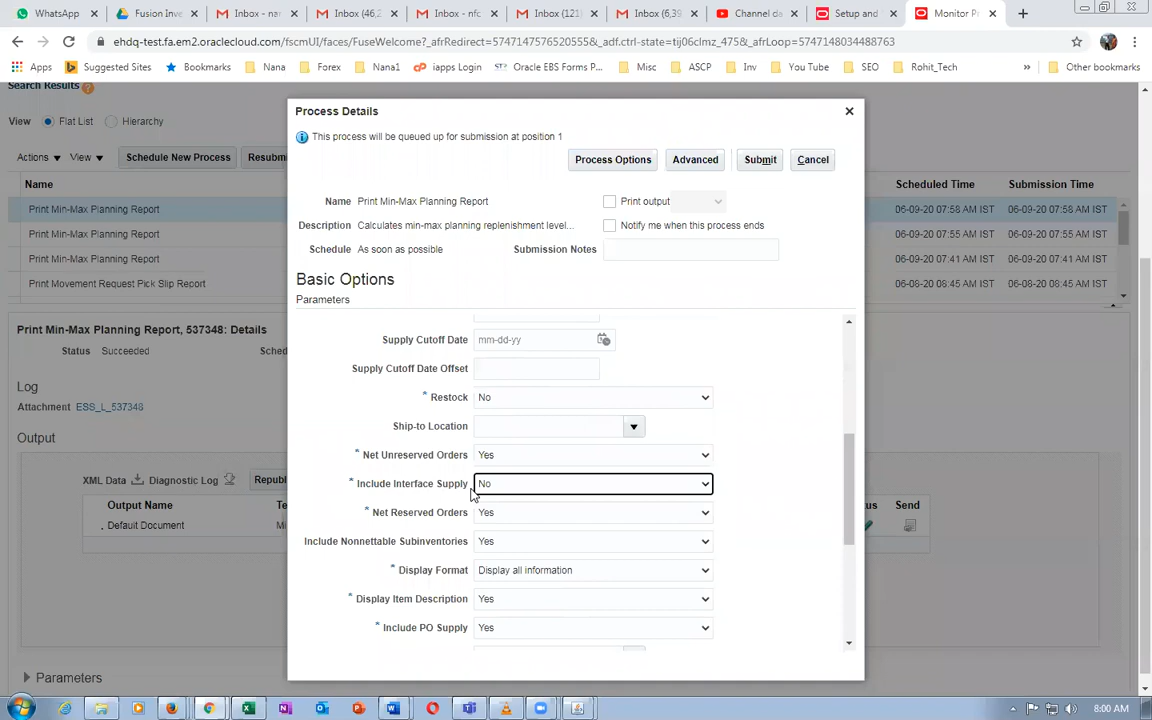 WhatsApp
Fusion Inve
Inbox - nar
Inbox (46,2
Inbox - nfc
Inbox (121
Inbox (6,39
Channel da
Setup and
Monitor Pr
ehdq-test.fa.em2.oraclecloud.com/fscmUI/faces/FuseWelcome?_afrRedirect=5747147576520555&_adf.ctrl-state=tij06clmz_475&_afrLoop=5747148034488763
Apps
Suggested Sites
Bookmarks
Nana
Forex
Nana1
iapps Login
Oracle EBS Forms P...
Misc
ASCP
Inv
You Tube
SEO
Rohit_Tech
»
Other bookmarks
Search Results
View
Flat List
Hierarchy
Actions
View
Schedule New Process
Resubm
Name
Scheduled Time
Submission Time
Print Min-Max Planning Report
06-09-20 07:58 AM IST
06-09-20 07:58 AM IST
Print Min-Max Planning Report
06-09-20 07:55 AM IST
06-09-20 07:55 AM IST
Print Min-Max Planning Report
06-09-20 07:41 AM IST
06-09-20 07:41 AM IST
Print Movement Request Pick Slip Report
06-08-20 08:45 AM IST
06-08-20 08:45 AM IST
Print Min-Max Planning Report, 537348: Details
Status
Succeeded
Sched
Log
Attachment
ESS_L_537348
Output
XML Data
Diagnostic Log
Republ
Output Name
Te
us
Send
Default Document
Mi
Parameters
Process Details
This process will be queued up for submission at position 1
Process Options
Advanced
Submit
Cancel
Name
Print Min-Max Planning Report
Print output
Description
Calculates min-max planning replenishment level...
Notify me when this process ends
Schedule
As soon as possible
Submission Notes
Basic Options
Parameters
Supply Cutoff Date
mm-dd-yy
Supply Cutoff Date Offset
* Restock
No
Ship-to Location
* Net Unreserved Orders
Yes
* Include Interface Supply
No
* Net Reserved Orders
Yes
Include Nonnettable Subinventories
Yes
* Display Format
Display all information
* Display Item Description
Yes
* Include PO Supply
Yes
8:00 AM